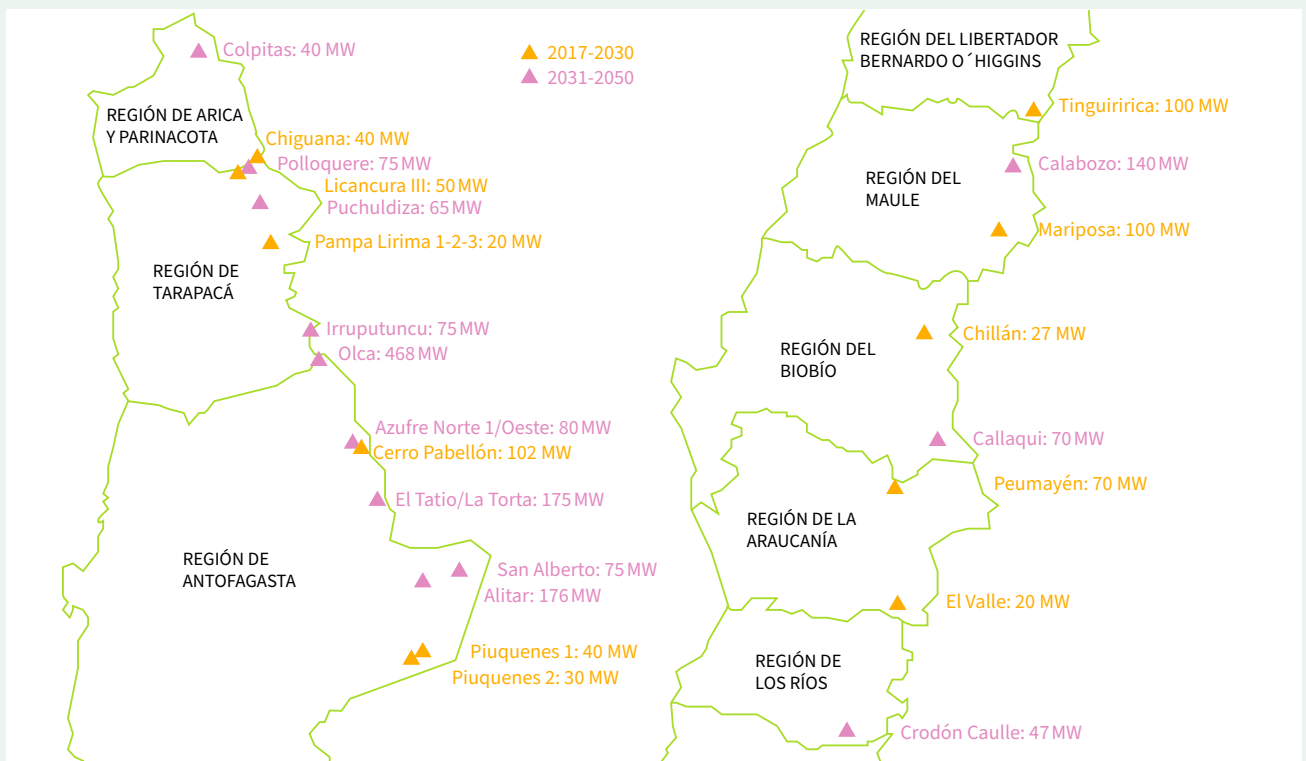 Colpitas: 40 MW
2017-2030
2031-2050
REGIÓN DE ARICA
Y PARINACOTA
Chiguana: 40 MW
Polloquere: 75 MW
Licancura III: 50 MW
Puchuldiza: 65 MW
Pampa Lirima 1-2-3: 20 MW
REGIÓN DE
TARAPACÁ
Irruputuncu: 75 MW
Olca: 468 MW
Azufre Norte 1/Oeste: 80 MW
Cerro Pabellón: 102 MW
El Tatio/La Torta: 175 MW
REGIÓN DE
ANTOFAGASTA
San Alberto: 75 MW
Alitar: 176 MW
Piuquenes 1: 40 MW
Piuquenes 2: 30 MW
REGIÓN DEL LIBERTADOR
BERNARDO O´HIGGINS
Tinguiririca: 100 MW
Calabozo: 140 MW
REGIÓN DEL
MAULE
Mariposa: 100 MW
Chillán: 27 MW
REGIÓN DEL
BIOBÍO
Callaqui: 70 MW
Peumayén: 70 MW
REGIÓN DE LA
ARAUCANÍA
El Valle: 20 MW
REGIÓN DE
LOS RÍOS
Crodón Caulle: 47 MW